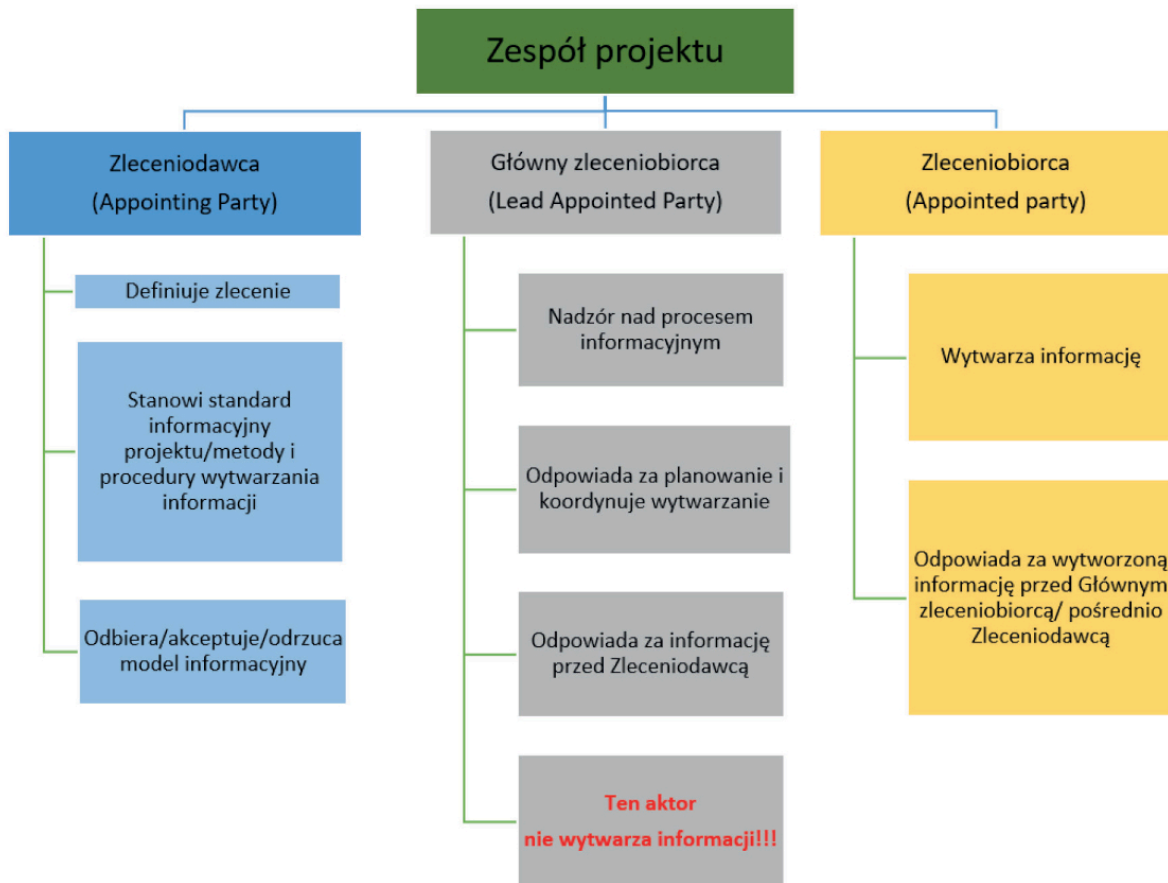 Zespół projektu
Zleceniodawca
(Appointing Party)
Definiuje zlecenie
Stanowi standard
informacyjny
projektu/metody i
procedury wytwarzania
informacji
Odbiera/akceptuje/odrzuca
model informacyjny
Główny zleceniobiorca
(Lead Appointed Party)
Nadzór nad procesem
informacyjnym
Odpowiada za planowanie i
koordynuje wytwarzanie
Odpowiada za informację
przed Zleceniodawcą
Ten aktor
nie wytwarza informacji!!!
Zleceniobiorca
(Appointed party)
Wytwarza informację
Odpowiada za wytworzoną
informację przed Głównym
zleceniobiorcą/ pośrednio
Zleceniodawcą